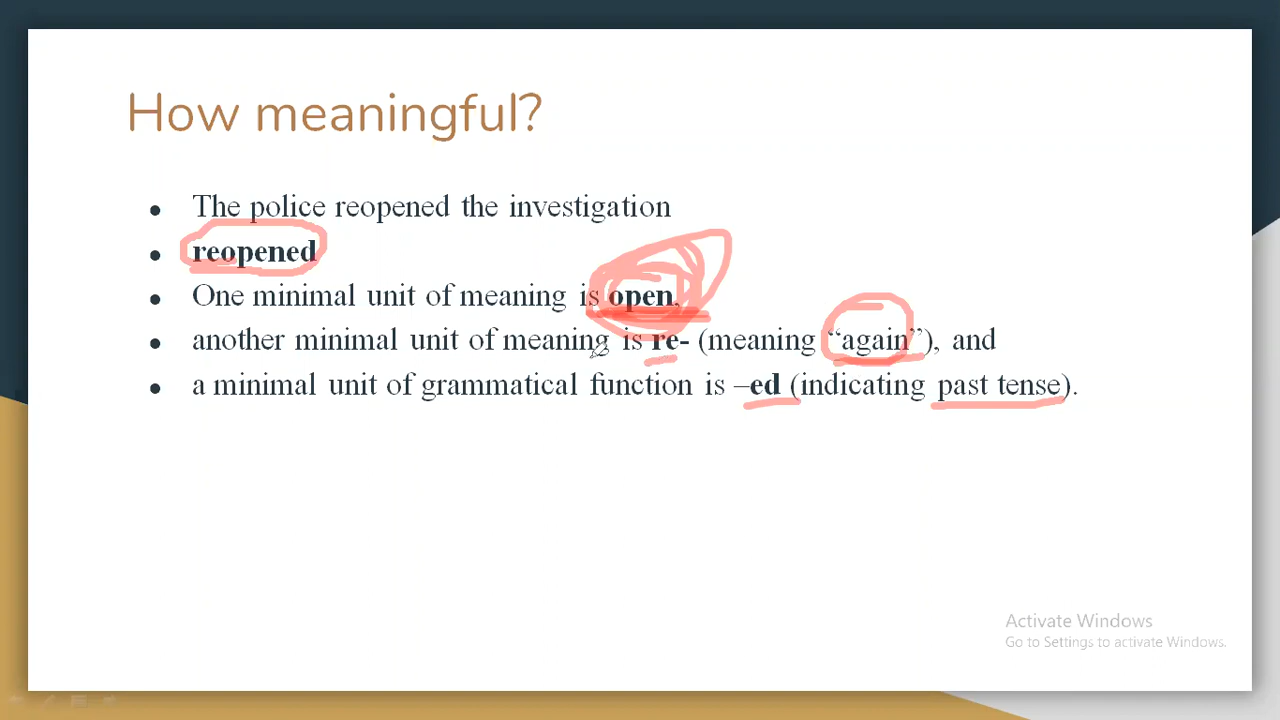 How meaningful?
• The police reopened the investigation
• reopened
• One minimal unit of meaning is open,
• another minimal unit of meaning is re- (meaning “again”), and
• a minimal unit of grammatical function is –ed (indicating past tense).
Activate Windows
Go to Settings to activate Windows.